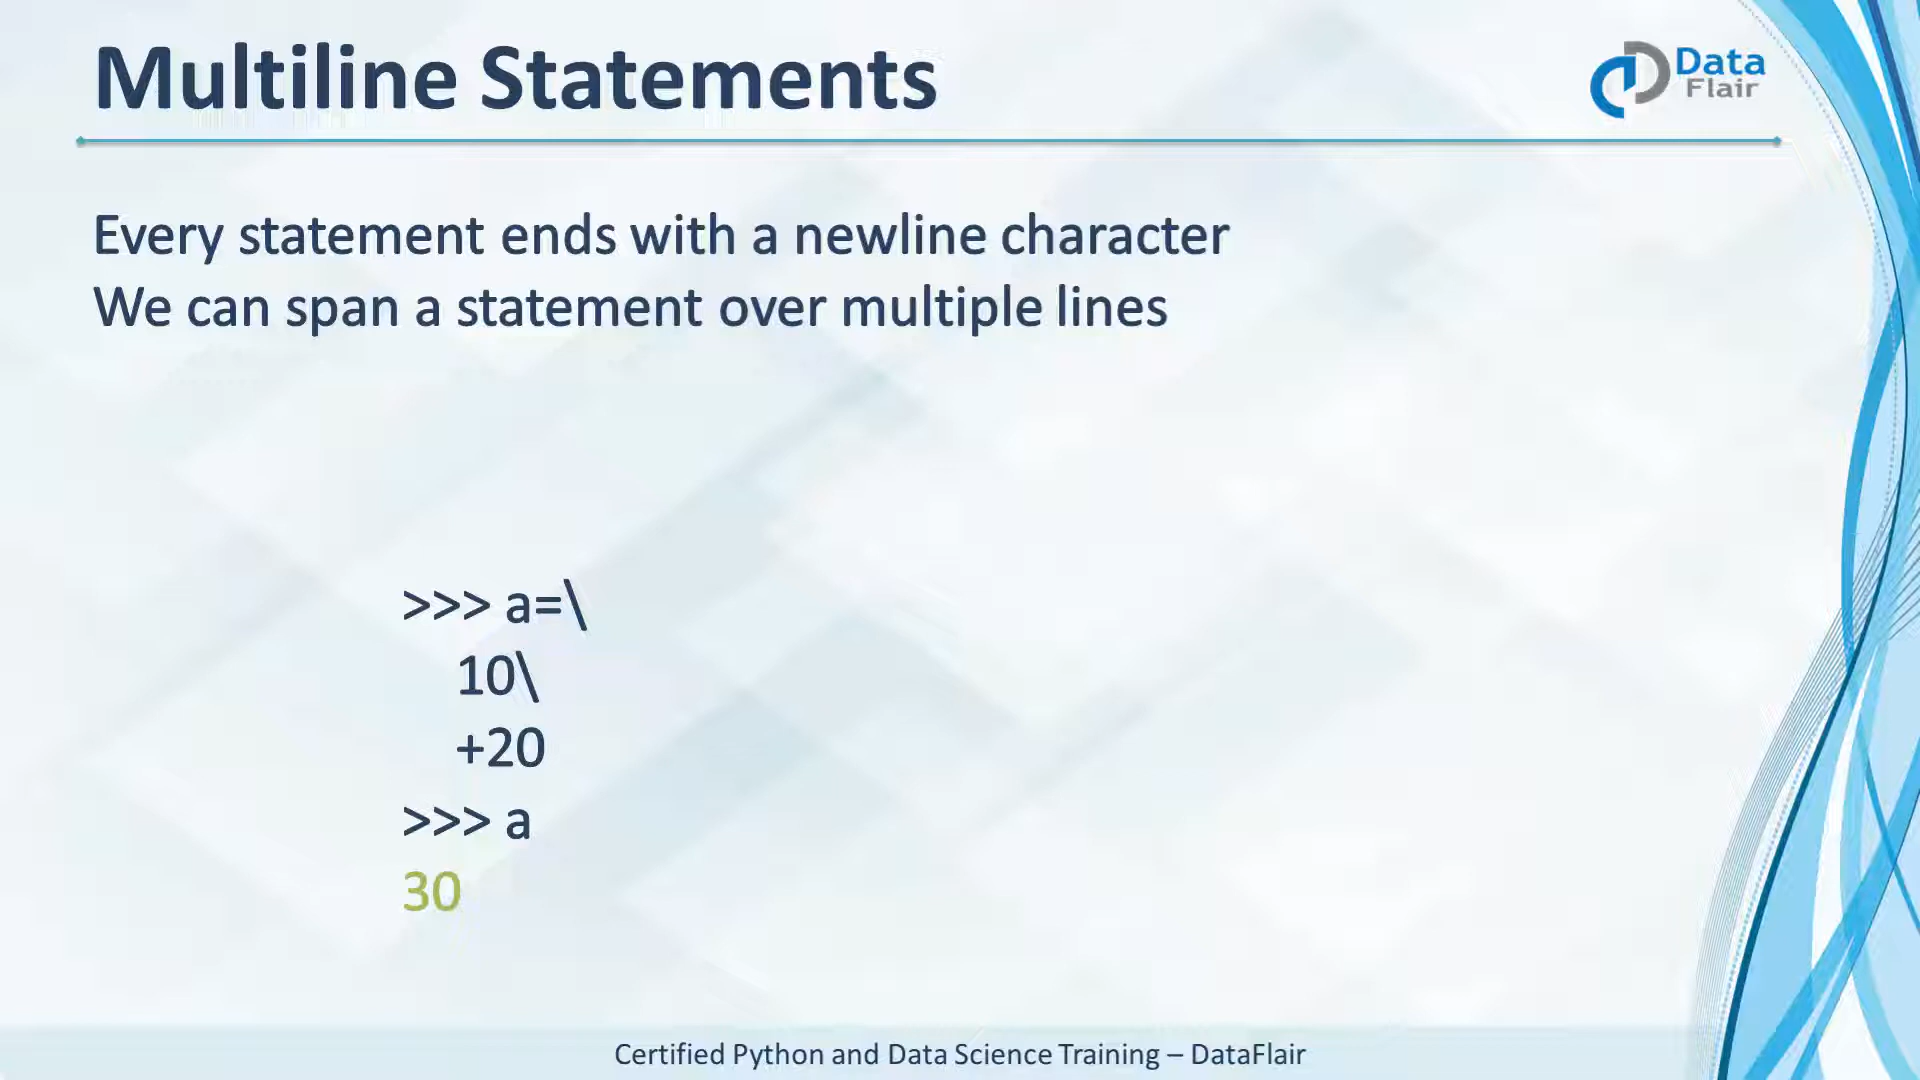 Multiline Statements
Data
Flair
Every statement ends with a newline character
We can span a statement over multiple lines
>>> a=\
10\
+20
>>> a
30
Certified Python and Data Science Training – DataFlair